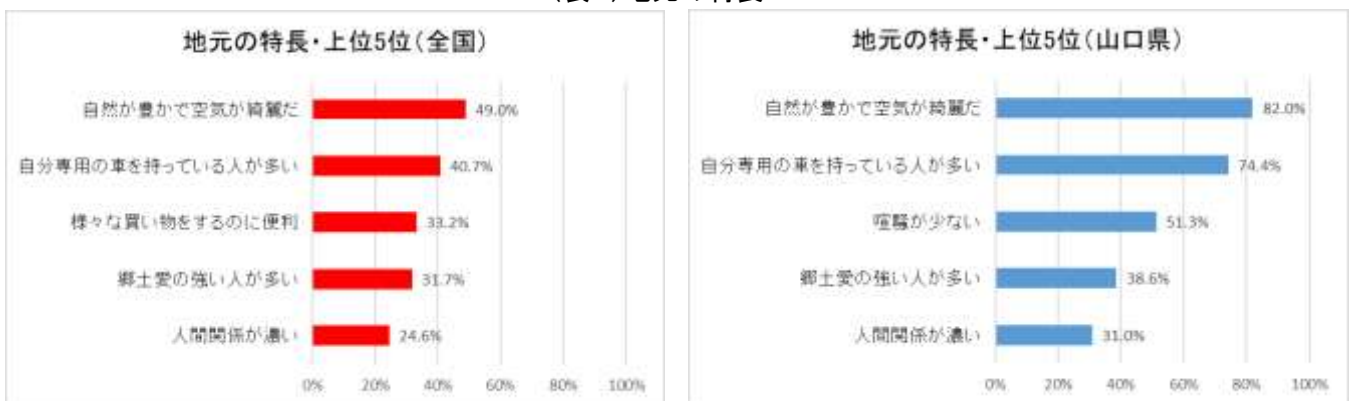 地元の特長・上位5位(全国)
自然が豊かで空気が綺麗だ 49.0%
自分専用の車を持っている人が多い 40.7%
様々な買い物をするのに便利 33.2%
郷土愛の強い人が多い 31.7%
人間関係が濃い 24.6%
0% 20% 40% 60% 80% 100%
地元の特長・上位5位(山口県)
自然が豊かで空気が綺麗だ 82.0%
自分専用の車を持っている人が多い 74.4%
喧騒が少ない 51.3%
郷土愛の強い人が多い 38.6%
人間関係が濃い 31.0%
0% 20% 40% 60% 80% 100%